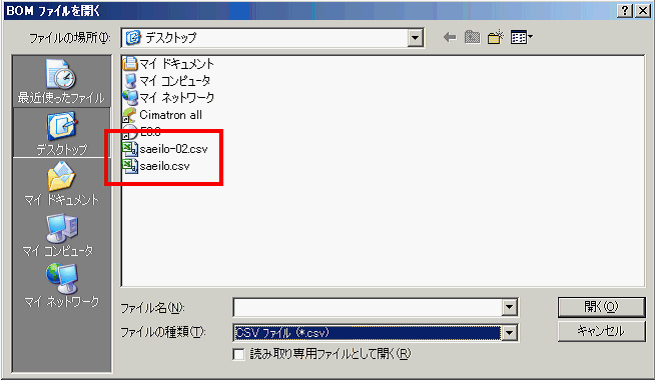 BOM ファイルを開く
ファイルの場所(I):
デスクトップ
最近使ったファイル
デスクトップ
マイ ドキュメント
マイ コンピュータ
マイ ネットワーク
マイ ドキュメント
マイ コンピュータ
マイ ネットワーク
Cimatron all
saeilo-02.csv
saeilo.csv
ファイル名(N):
開く(O)
ファイルの種類(T):
CSV ファイル (*.csv)
キャンセル
読み取り専用ファイルとして開く(R)